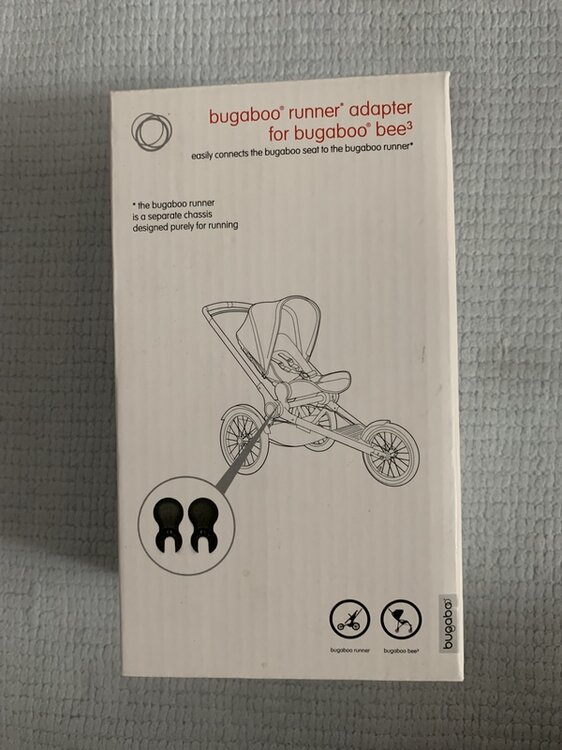 bugaboo® runner* adapter
for bugaboo® bee³
easily connects the bugaboo seat to the bugaboo runner*
* the bugaboo runner
is a separate chassis
designed purely for running
bugaboo runner
bugaboo bee³
bugaboo